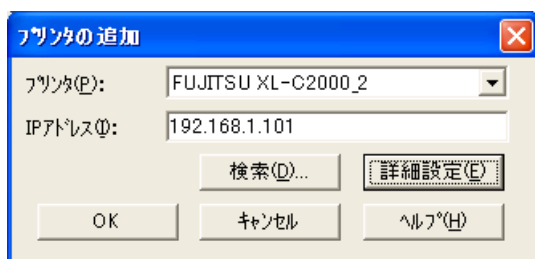 プリンタの追加
プリンタ(P):
FUJITSU XL-C2000_2
IPアドレス(I):
192.168.1.101
検索(D)...
詳細設定(E)
OK
キャンセル
ヘルプ(H)